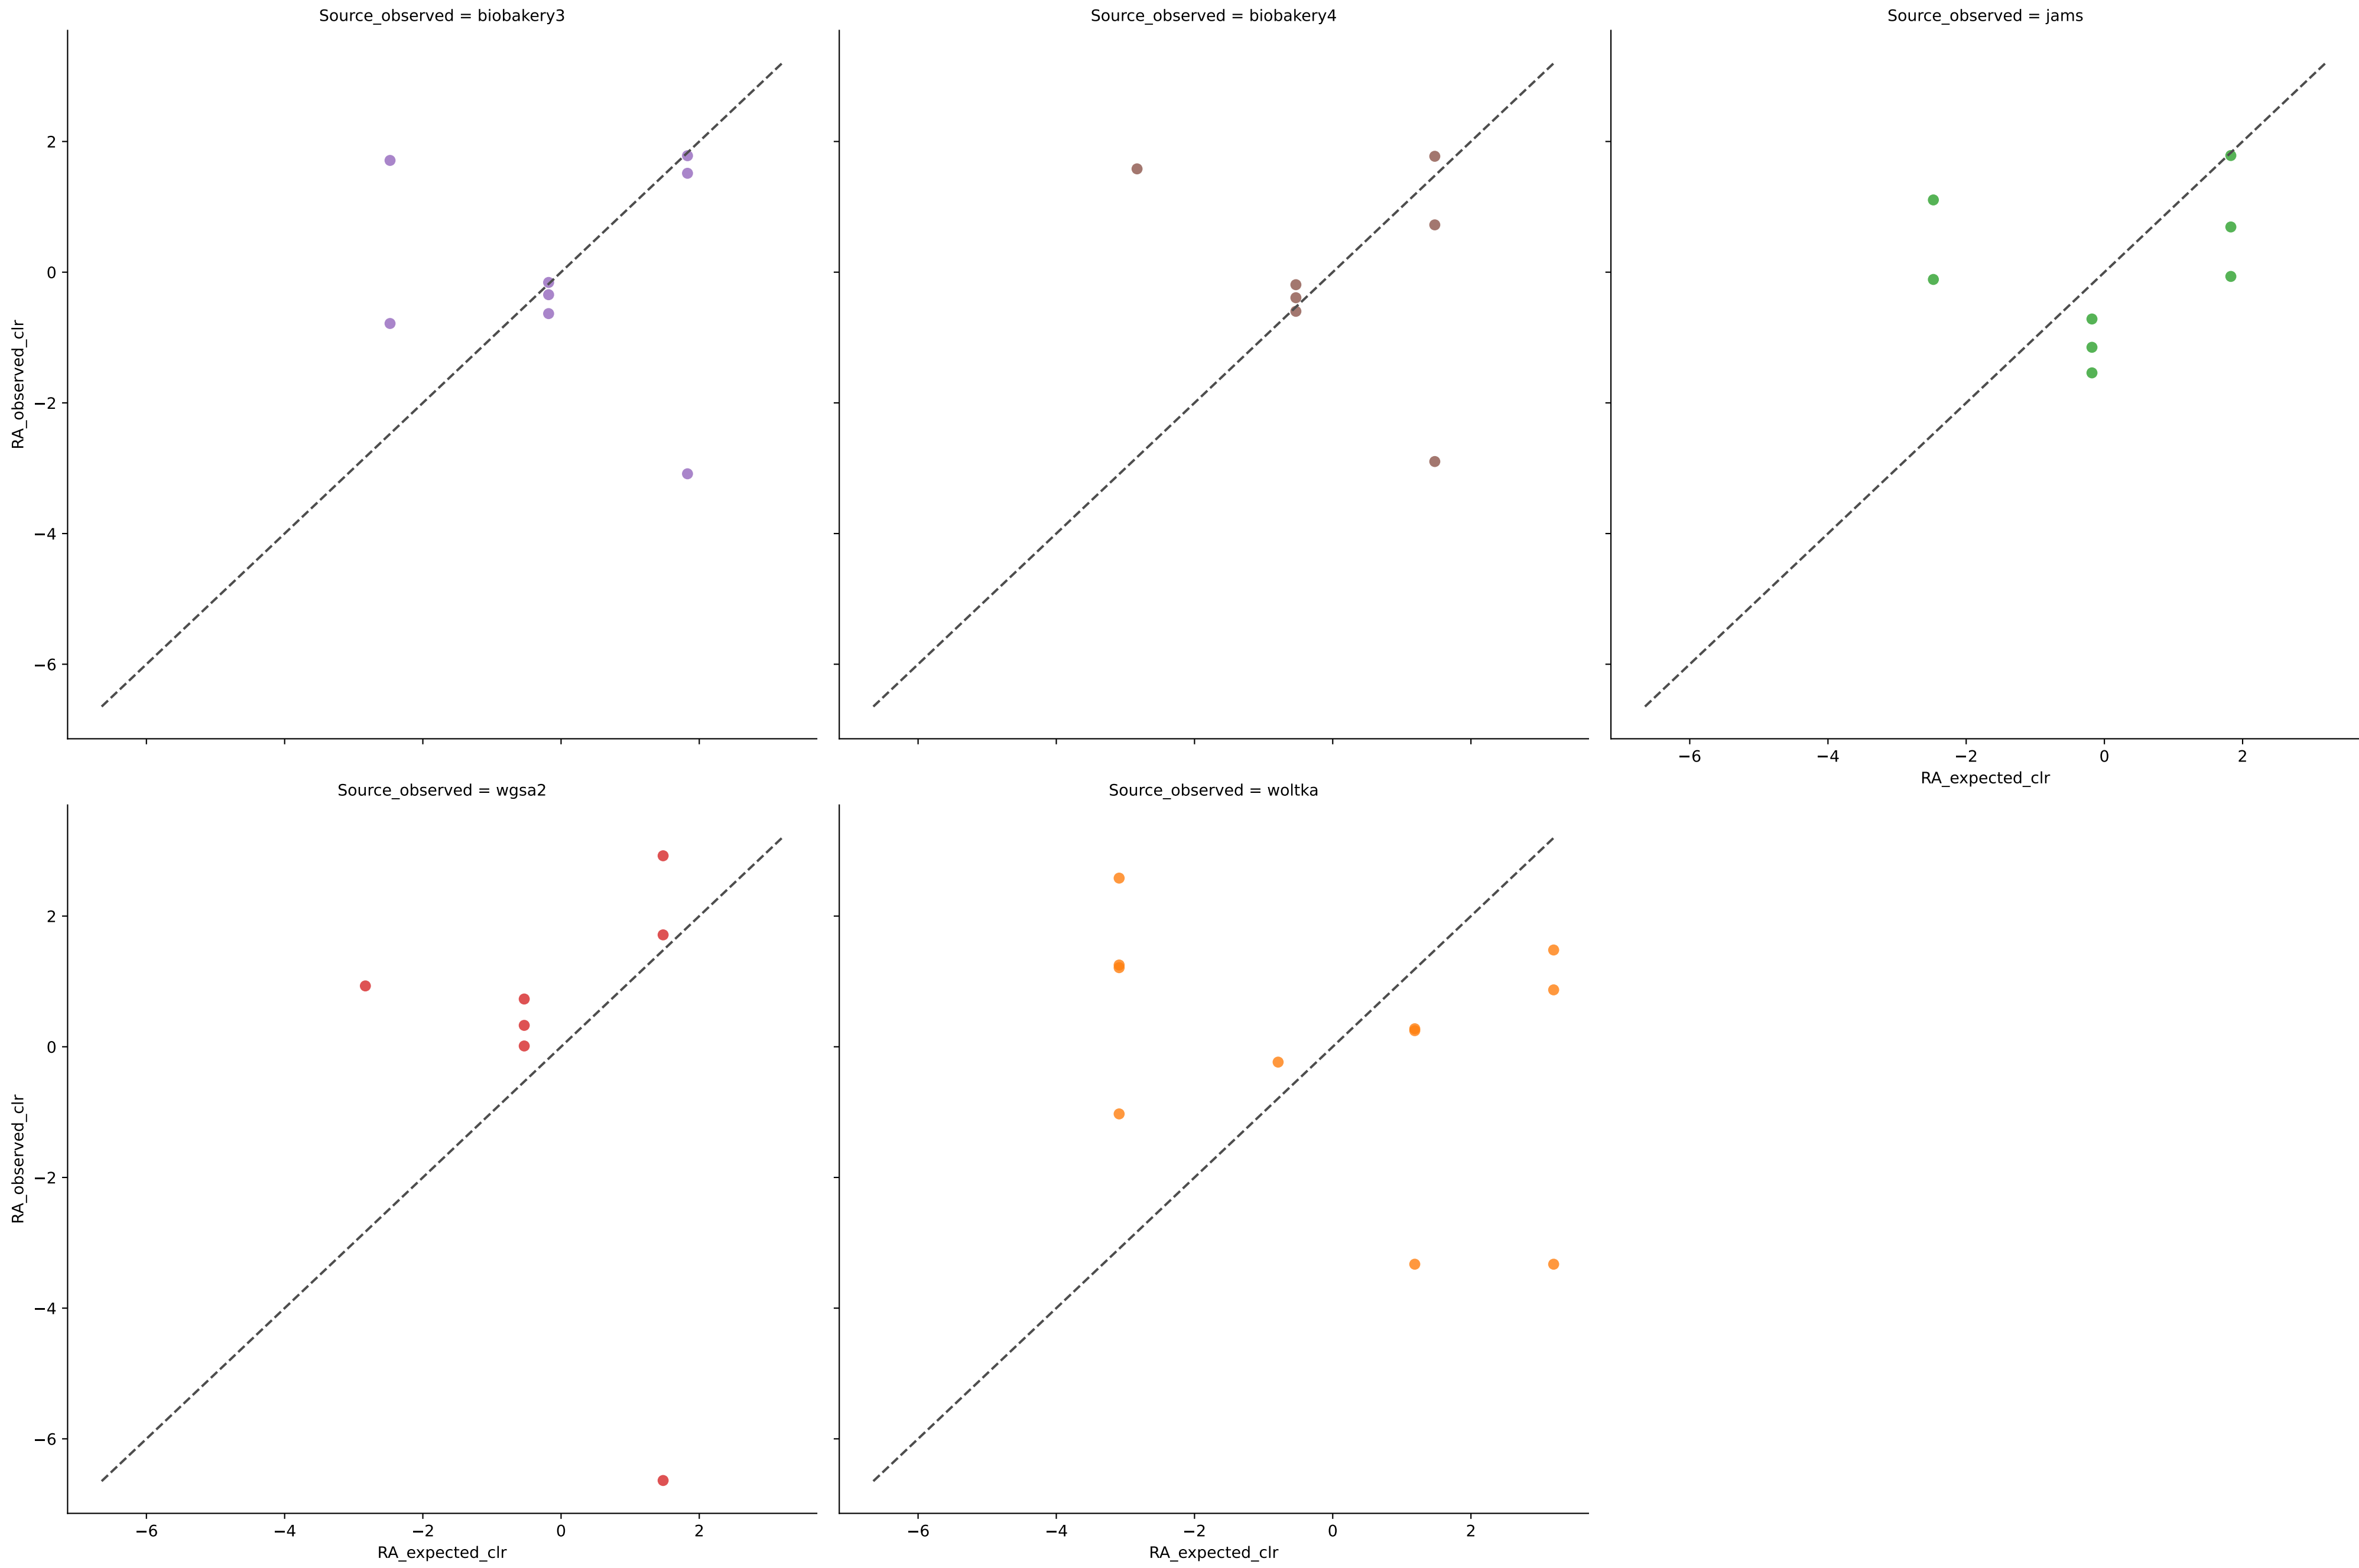 Source_observed = biobakery3
Source_observed = biobakery4
Source_observed = jams
RA_observed_clr
2
0
−2
−4
−6
−6
−4
−2
0
2
RA_expected_clr
Source_observed = wgsa2
Source_observed = woltka
RA_observed_clr
2
0
−2
−4
−6
−6
−4
−2
0
2
RA_expected_clr
−6
−4
−2
0
2
RA_expected_clr